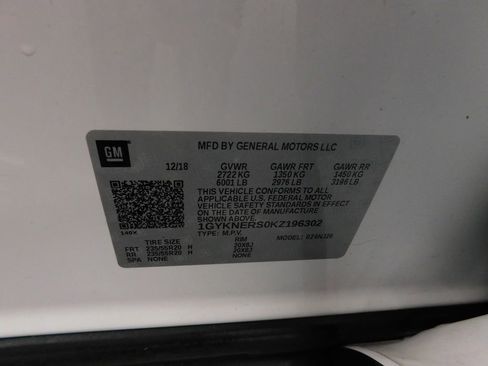 GM
MFD BY GENERAL MOTORS LLC
12/18 GVWR GAWR FRT GAWR RR
2722 KG 1350 KG 1450 KG
6001 LB 2976 LB 3196 LB
THIS VEHICLE CONFORMS TO ALL
APPLICABLE U.S. FEDERAL MOTOR
VEHICLE SAFETY STANDARDS IN EFFECT
ON THE DATE OF MANUFACTURE
SHOWN ABOVE.
1GYKNERS0KZ196302
TYPE: M.P.V. MODEL:
TIRE SIZE RIM
FRT 235/55R20 H 20X8J
RR 235/55R20 H 20X8J
SPA NONE NONE